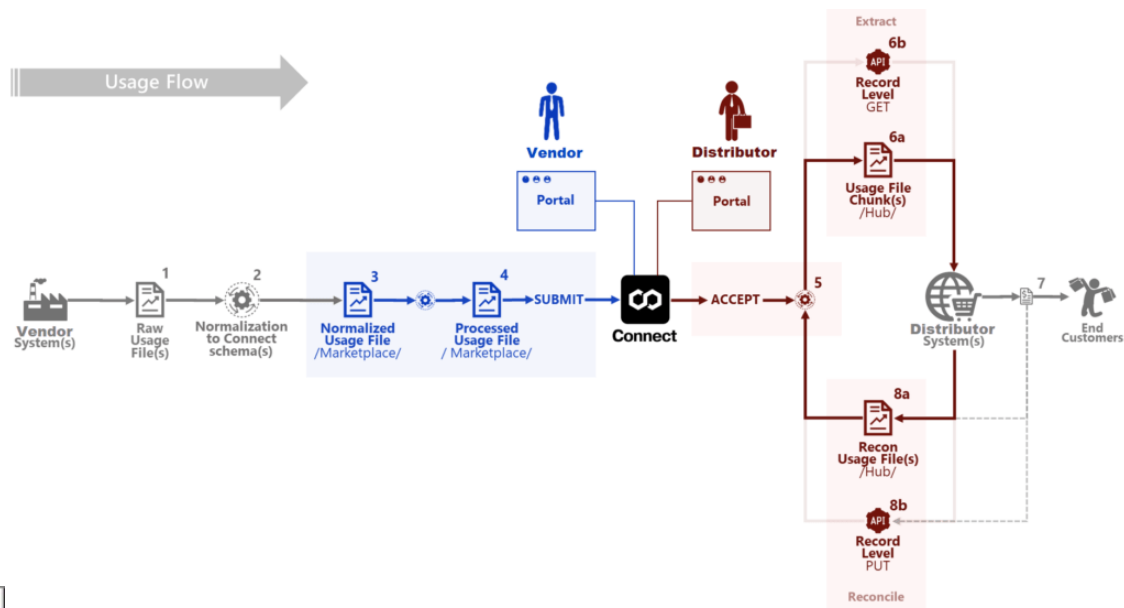 Usage Flow
Vendor
Portal
Distributor
Portal
Extract
6b
API
Record
Level
GET
6a
Usage File
Chunk(s)
/Hub/
Vendor
System(s)
1
Raw
Usage
File(s)
2
Normalization
to Connect
schema(s)
3
Normalized
Usage File
/Marketplace/
4
Processed
Usage File
/ Marketplace/
SUBMIT
Connect
ACCEPT
5
Distributor
System(s)
7
End
Customers
8a
Recon
Usage File(s)
/Hub/
8b
API
Record
Level
PUT
Reconcile